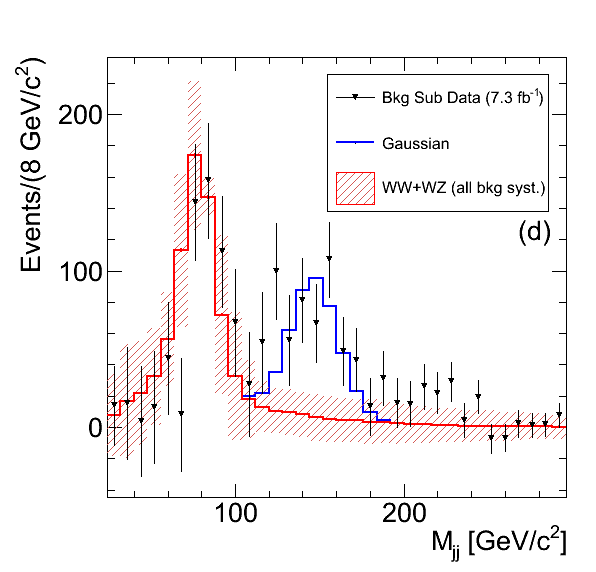 Events/(8 GeV/c²)
200
100
0
Bkg Sub Data (7.3 fb⁻¹)
Gaussian
WW+WZ (all bkg syst.)
(d)
100
200
M_jj [GeV/c²]